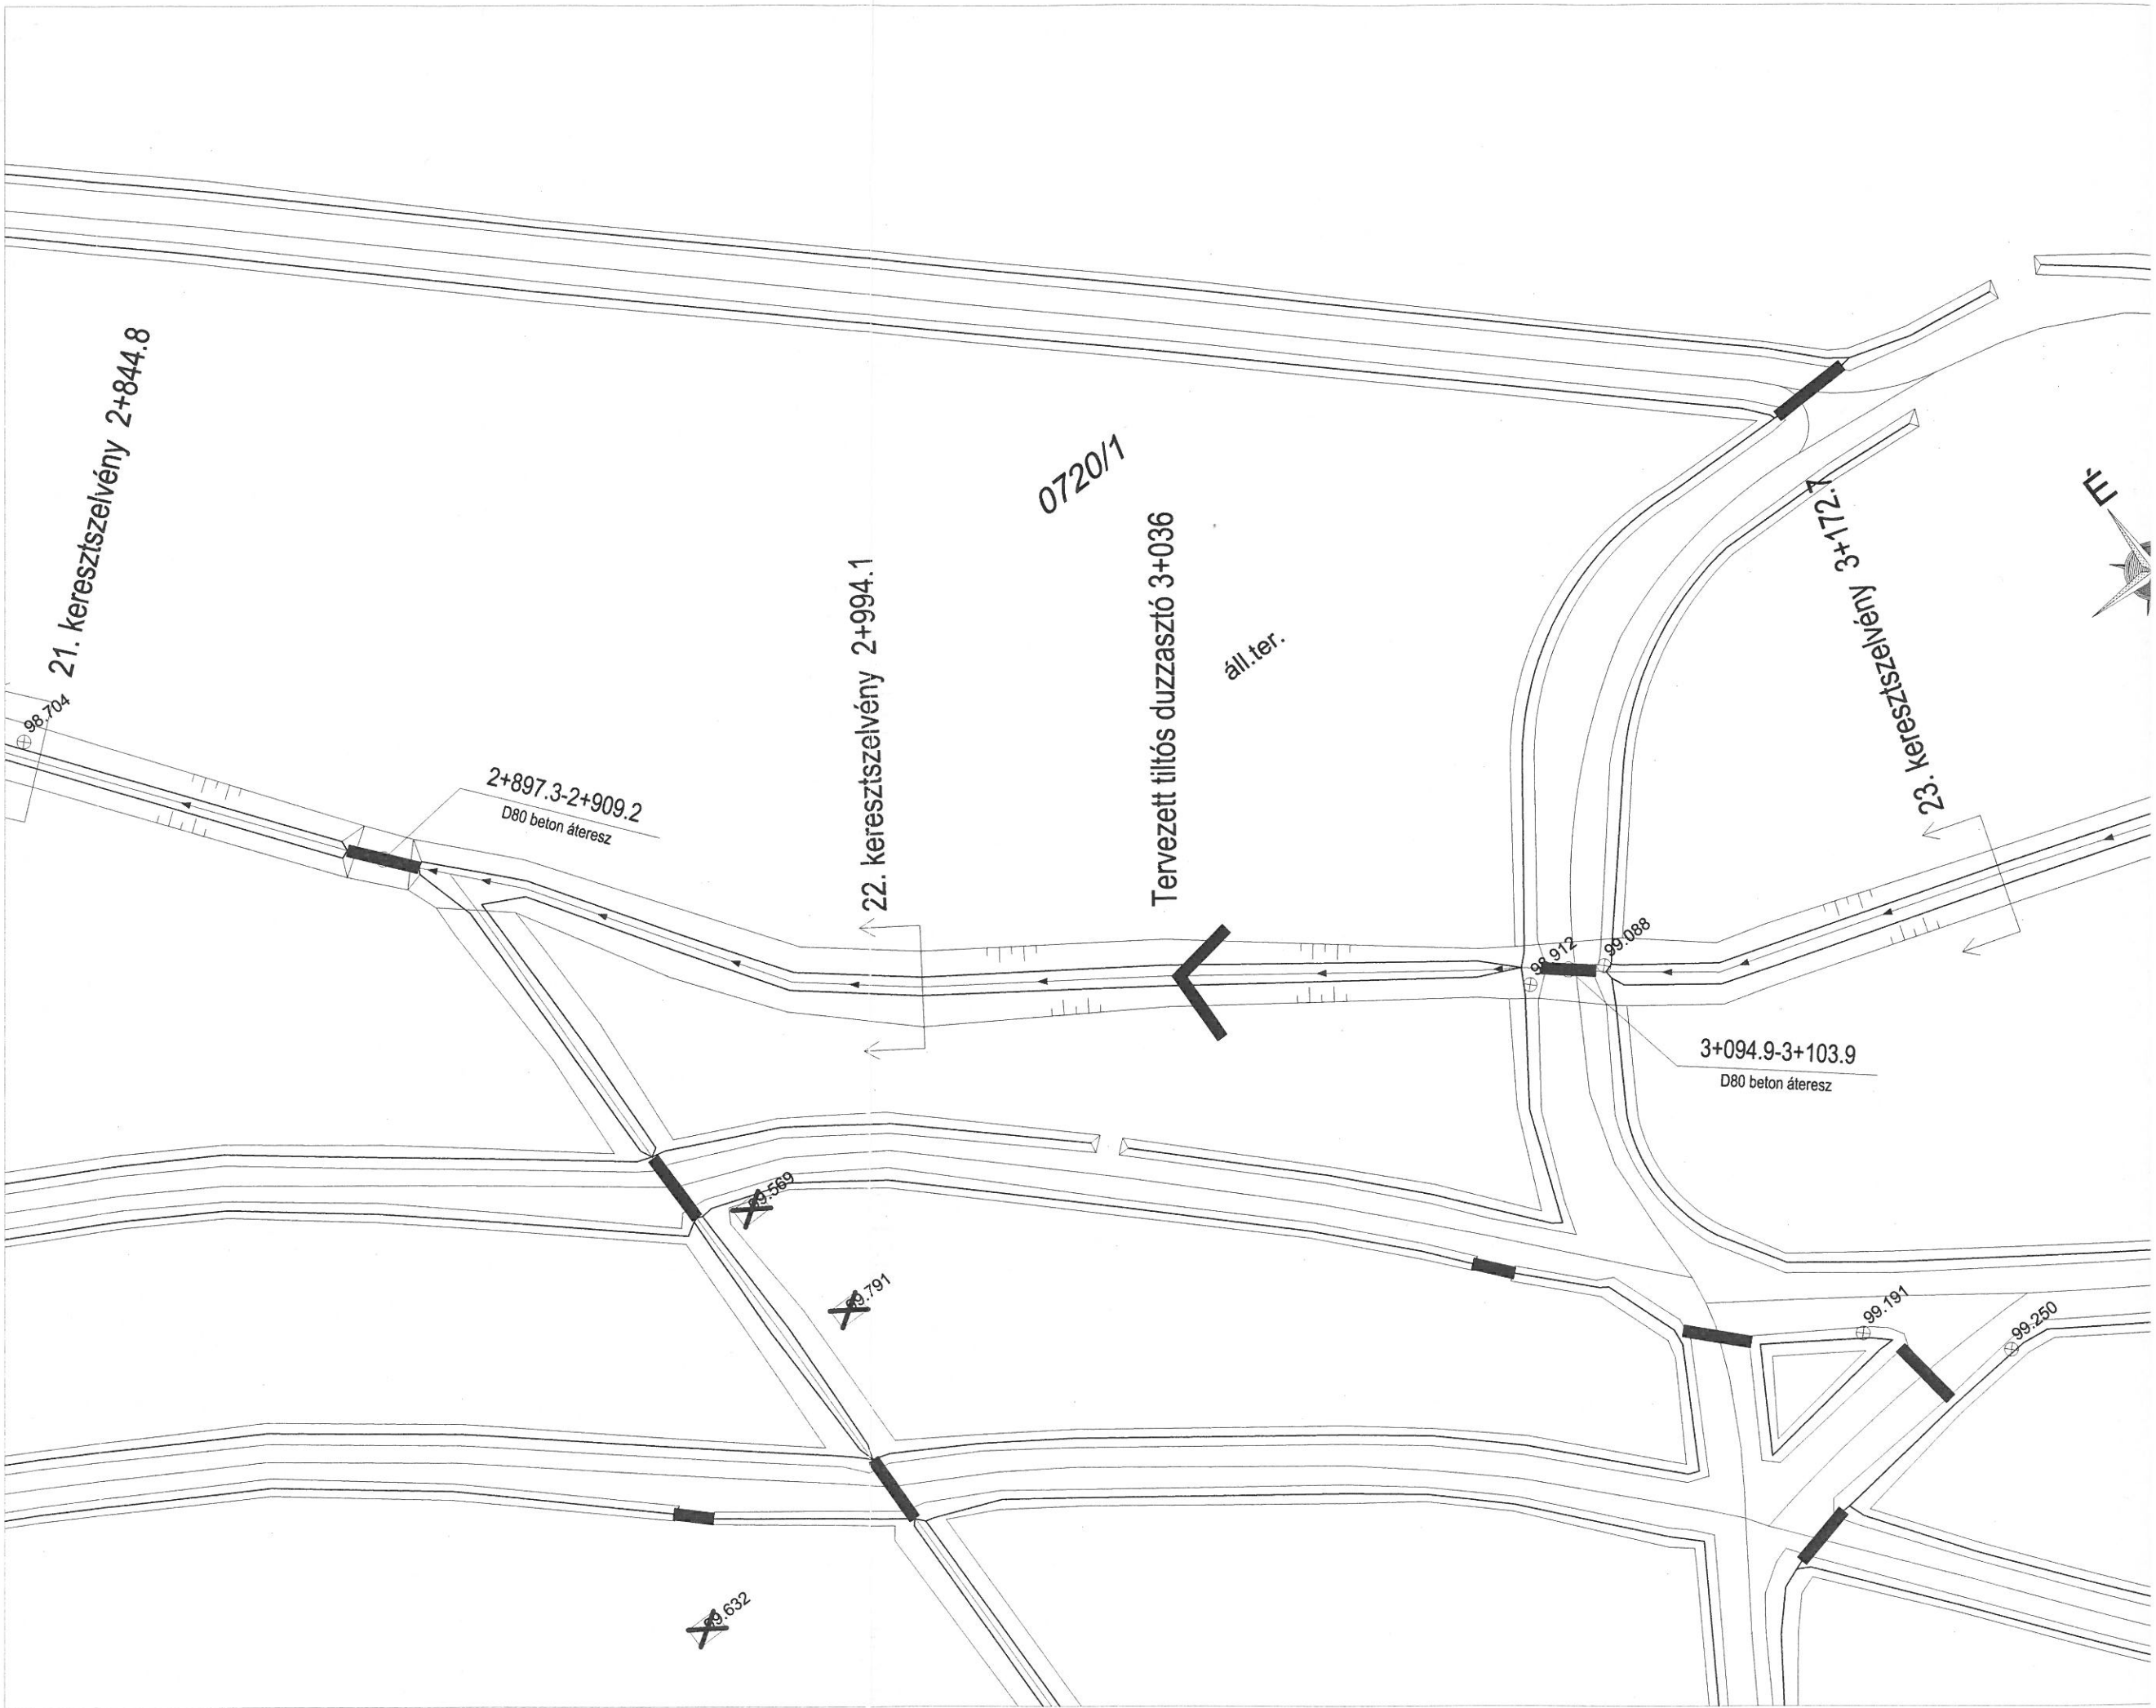 21. keresztszelvény 2+844.8
98.704
2+897.3-2+909.2
D80 beton áteresz
22. keresztszelvény 2+994.1
0720/1
Tervezett tiltós duzzasztó 3+036
áll.ter.
23. keresztszelvény 3+172.7
É
98.912
99.088
3+094.9-3+103.9
D80 beton áteresz
99.569
99.791
99.191
99.250
99.632